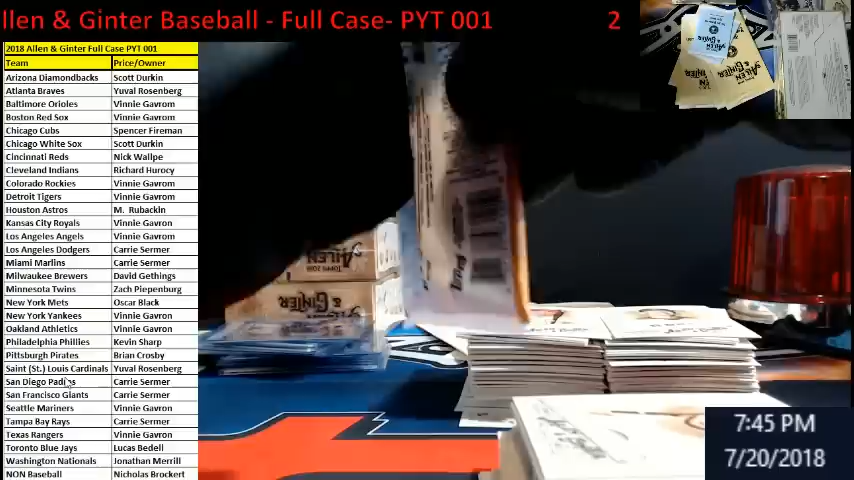 llen & Ginter Baseball - Full Case- PYT 001 2
2018 Allen & Ginter Full Case PYT 001
Team Price/Owner
Arizona Diamondbacks Scott Durkin
Atlanta Braves Yuval Rosenberg
Baltimore Orioles Vinnie Gavrom
Boston Red Sox Vinnie Gavrom
Chicago Cubs Spencer Fireman
Chicago White Sox Scott Durkin
Cincinnati Reds Nick Wallpe
Cleveland Indians Richard Hurocy
Colorado Rockies Vinnie Gavrom
Detroit Tigers Vinnie Gavrom
Houston Astros M. Rubackin
Kansas City Royals Vinnie Gavron
Los Angeles Angels Vinnie Gavrom
Los Angeles Dodgers Carrie Sermer
Miami Marlins Carrie Sermer
Milwaukee Brewers David Gethings
Minnesota Twins Zach Piepenburg
New York Mets Oscar Black
New York Yankees Vinnie Gavron
Oakland Athletics Vinnie Gavron
Philadelphia Phillies Kevin Sharp
Pittsburgh Pirates Brian Crosby
Saint (St.) Louis Cardinals Yuval Rosenberg
San Diego Padres Carrie Sermer
San Francisco Giants Carrie Sermer
Seattle Mariners Vinnie Gavron
Tampa Bay Rays Carrie Sermer
Texas Rangers Vinnie Gavron
Toronto Blue Jays Lucas Bedell
Washington Nationals Jonathan Merrill
NON Baseball Nicholas Brockert
AILEN
& GINTER
7:45 PM
7/20/2018